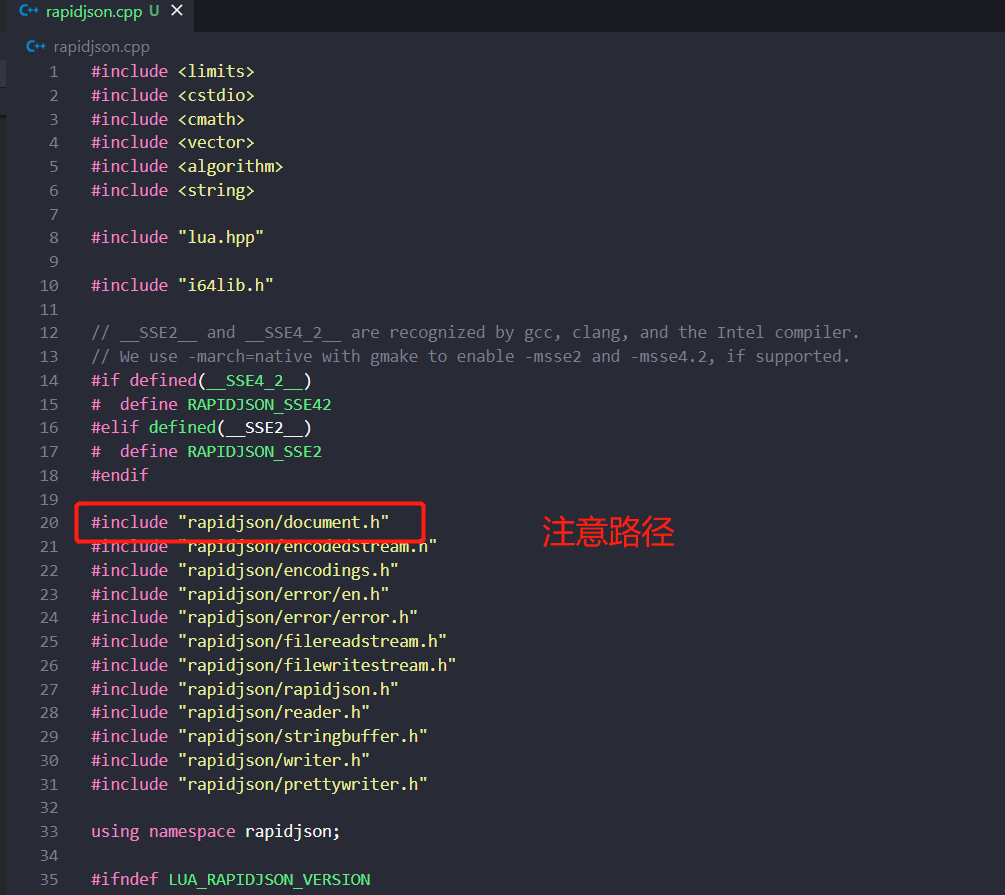 C++ rapidjson.cpp U ×
C++ rapidjson.cpp
1 #include <limits>
2 #include <cstdio>
3 #include <cmath>
4 #include <vector>
5 #include <algorithm>
6 #include <string>
7
8 #include "lua.hpp"
9
10 #include "i64lib.h"
11
12 // __SSE2__ and __SSE4_2__ are recognized by gcc, clang, and the Intel compiler.
13 // We use -march=native with gmake to enable -msse2 and -msse4.2, if supported.
14 #if defined(__SSE4_2__)
15 #  define RAPIDJSON_SSE42
16 #elif defined(__SSE2__)
17 #  define RAPIDJSON_SSE2
18 #endif
19
20 #include "rapidjson/document.h" 注意路径
21 #include "rapidjson/encodedstream.h"
22 #include "rapidjson/encodings.h"
23 #include "rapidjson/error/en.h"
24 #include "rapidjson/error/error.h"
25 #include "rapidjson/filereadstream.h"
26 #include "rapidjson/filewritestream.h"
27 #include "rapidjson/rapidjson.h"
28 #include "rapidjson/reader.h"
29 #include "rapidjson/stringbuffer.h"
30 #include "rapidjson/writer.h"
31 #include "rapidjson/prettywriter.h"
32
33 using namespace rapidjson;
34
35 #ifndef LUA_RAPIDJSON_VERSION